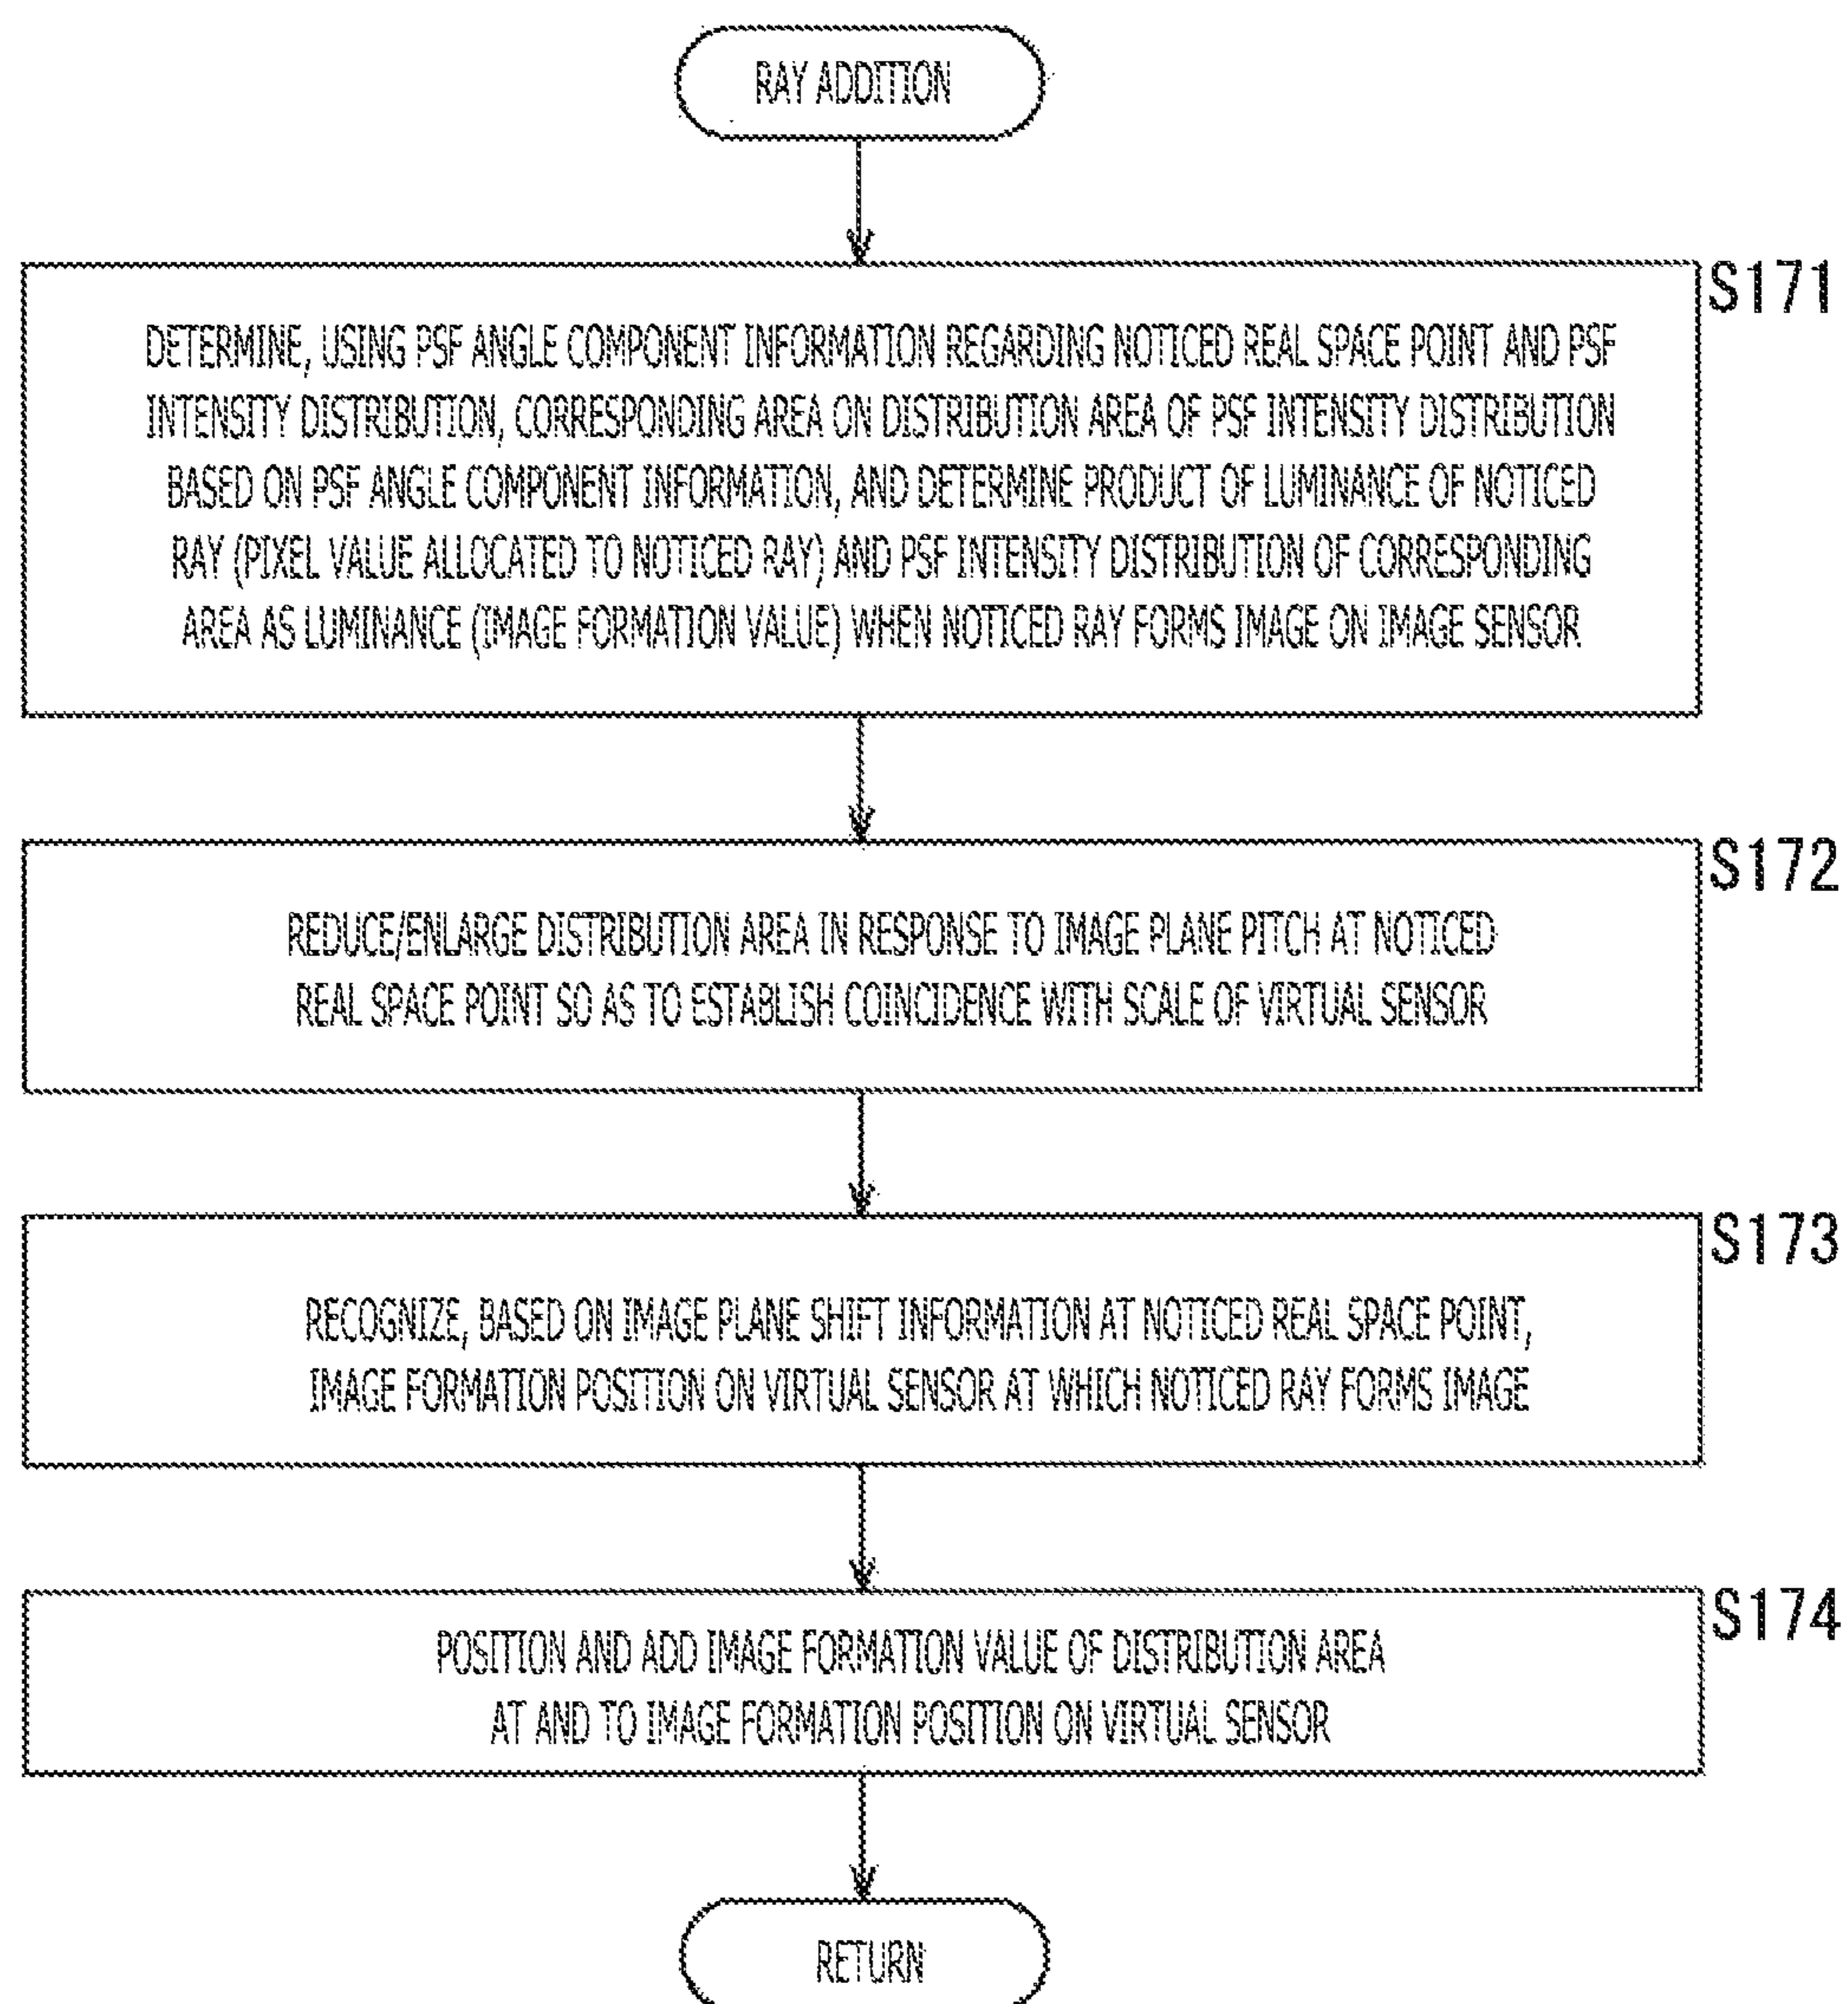 RAY ADDITION
S171
DETERMINE, USING PSF ANGLE COMPONENT INFORMATION REGARDING NOTICED REAL SPACE POINT AND PSF
INTENSITY DISTRIBUTION, CORRESPONDING AREA ON DISTRIBUTION AREA OF PSF INTENSITY DISTRIBUTION
BASED ON PSF ANGLE COMPONENT INFORMATION, AND DETERMINE PRODUCT OF LUMINANCE OF NOTICED
RAY (PIXEL VALUE ALLOCATED TO NOTICED RAY) AND PSF INTENSITY DISTRIBUTION OF CORRESPONDING
AREA AS LUMINANCE (IMAGE FORMATION VALUE) WHEN NOTICED RAY FORMS IMAGE ON IMAGE SENSOR
S172
REDUCE/ENLARGE DISTRIBUTION AREA IN RESPONSE TO IMAGE PLANE PITCH AT NOTICED
REAL SPACE POINT SO AS TO ESTABLISH COINCIDENCE WITH SCALE OF VIRTUAL SENSOR
S173
RECOGNIZE, BASED ON IMAGE PLANE SHIFT INFORMATION AT NOTICED REAL SPACE POINT,
IMAGE FORMATION POSITION ON VIRTUAL SENSOR AT WHICH NOTICED RAY FORMS IMAGE
S174
POSITION AND ADD IMAGE FORMATION VALUE OF DISTRIBUTION AREA
AT AND TO IMAGE FORMATION POSITION ON VIRTUAL SENSOR
RETURN